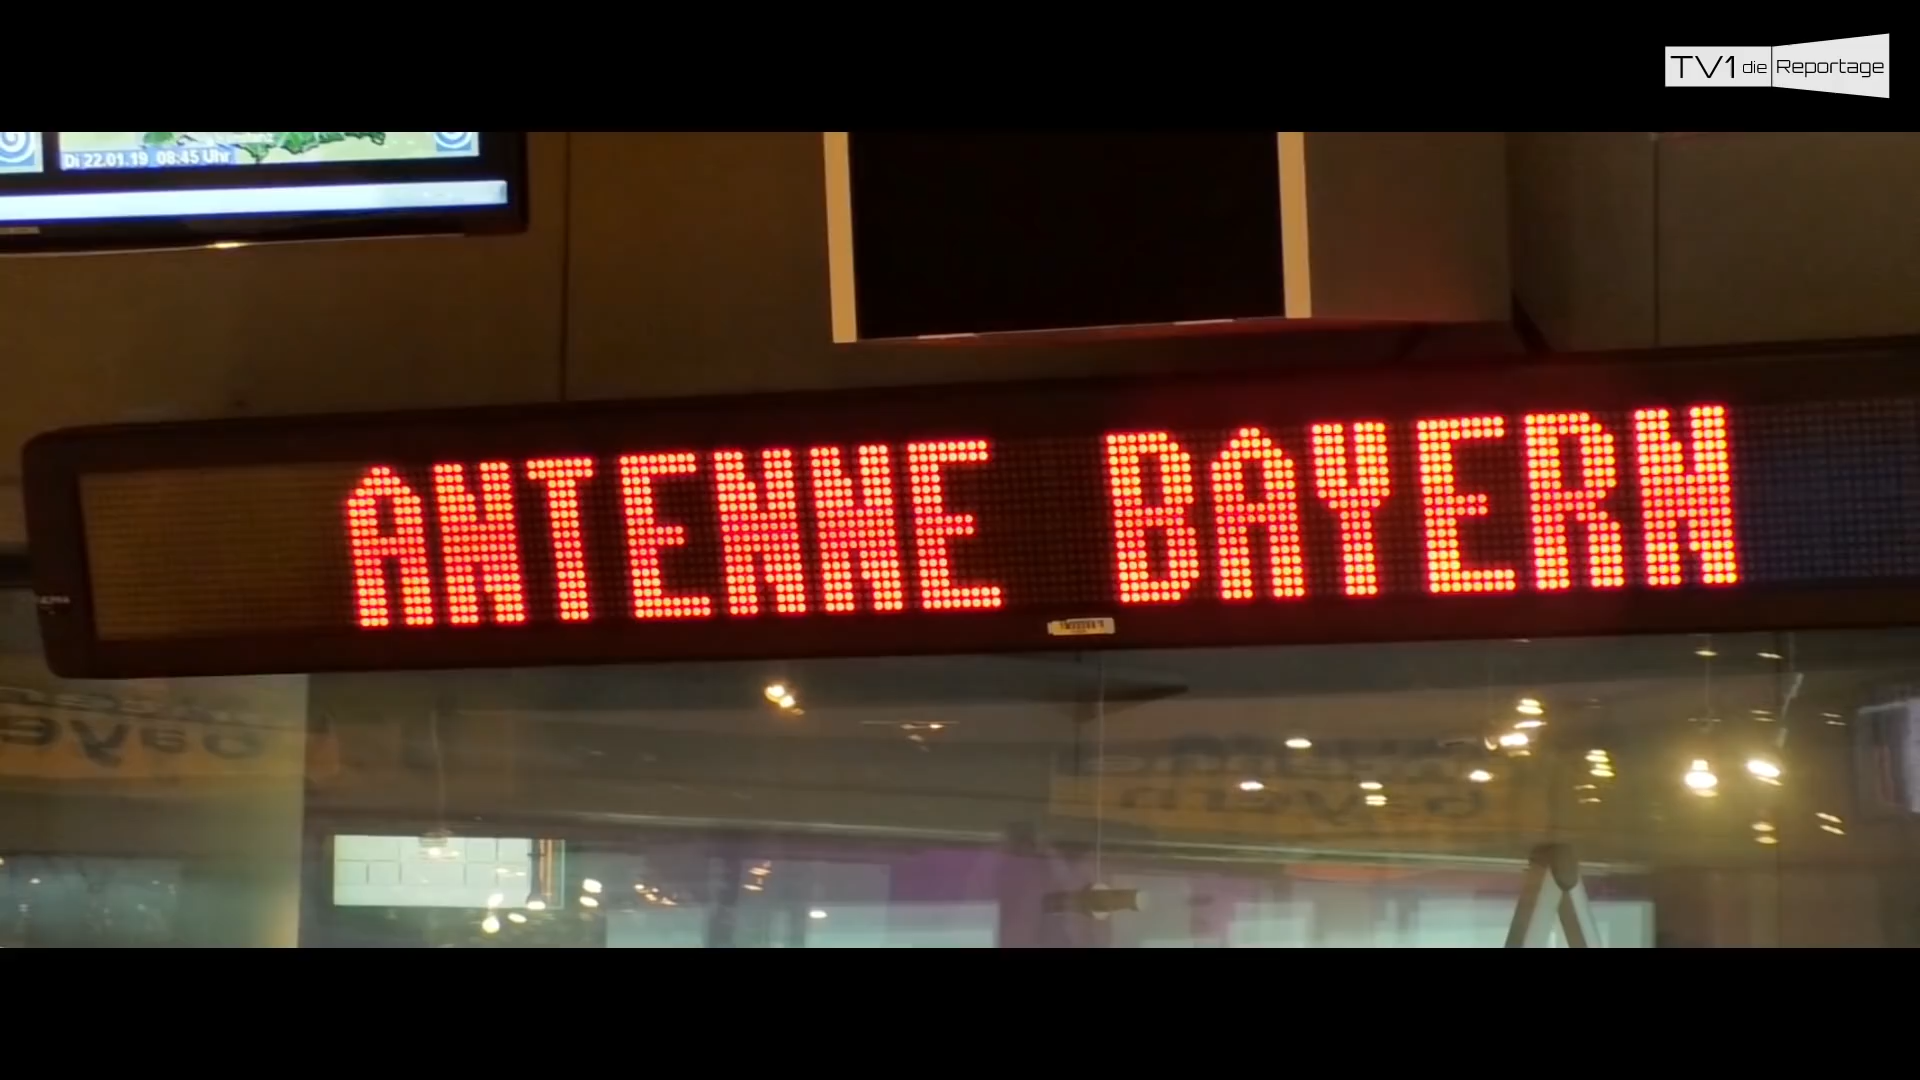 TV1 die Reportage
Di 22.01.19 08:45 Uhr
ANTENNE BAYERN